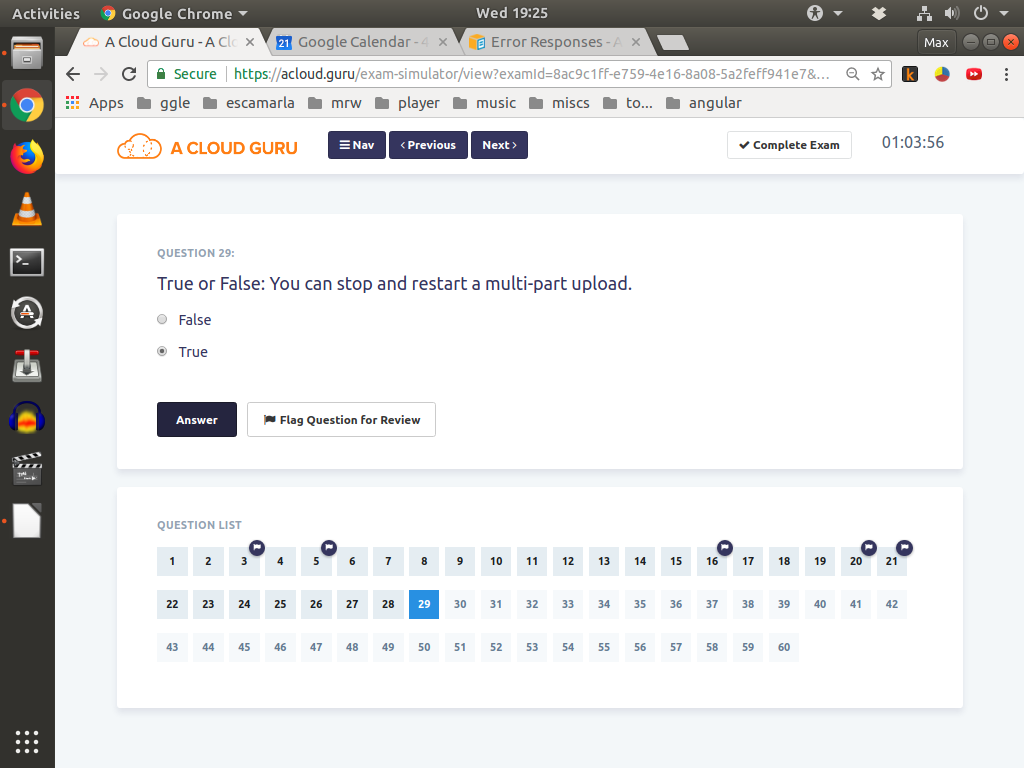 Activities Google Chrome Wed 19:25
A Cloud Guru - A Clo Google Calendar - 4 Error Responses - A Max
Secure https://acloud.guru/exam-simulator/view?examId=8ac9c1ff-e759-4e16-8a08-5a2feff941e7&...
Apps ggle escamarla mrw player music miscs to... angular
A CLOUD GURU Nav Previous Next Complete Exam 01:03:56
QUESTION 29:
True or False: You can stop and restart a multi-part upload.
False
True
Answer Flag Question for Review
QUESTION LIST
1 2 3 4 5 6 7 8 9 10 11 12 13 14 15 16 17 18 19 20 21
22 23 24 25 26 27 28 29 30 31 32 33 34 35 36 37 38 39 40 41 42
43 44 45 46 47 48 49 50 51 52 53 54 55 56 57 58 59 60